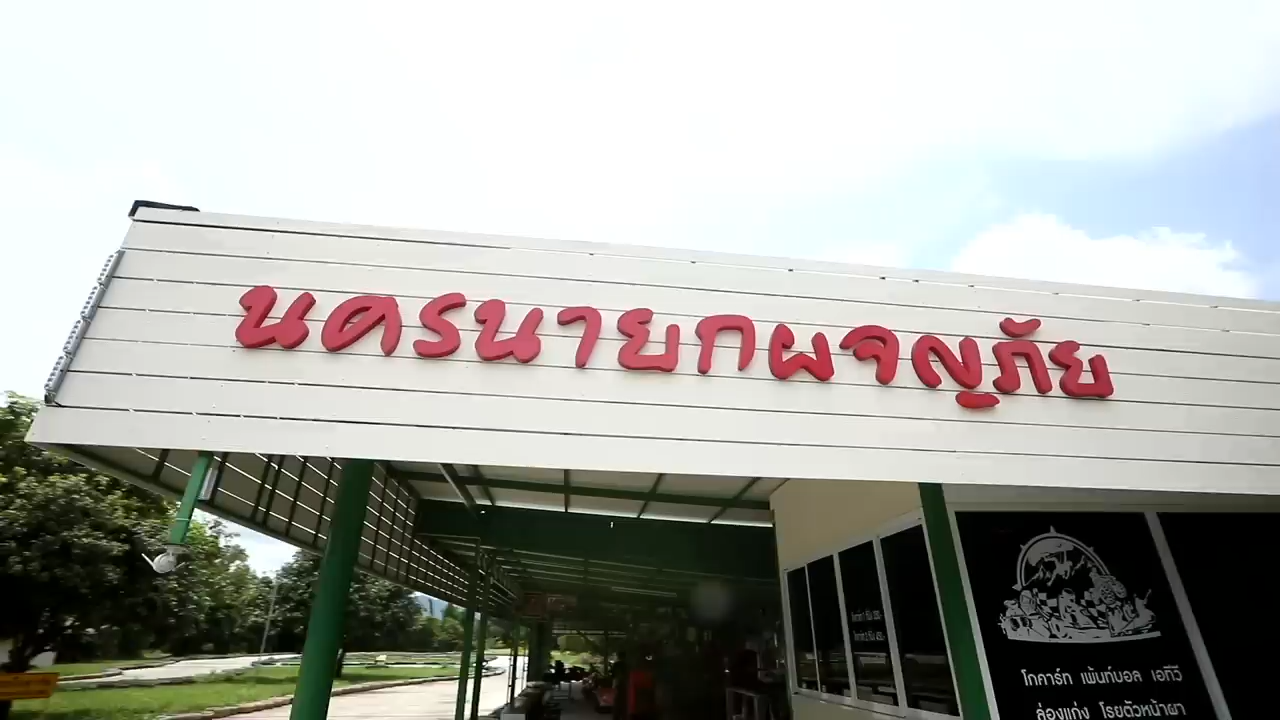 นครนายกผจญภัย
โกคาร์ท เพ้นท์บอล เอทีวี
ล่องแก่ง โรยตัวหน้าผา